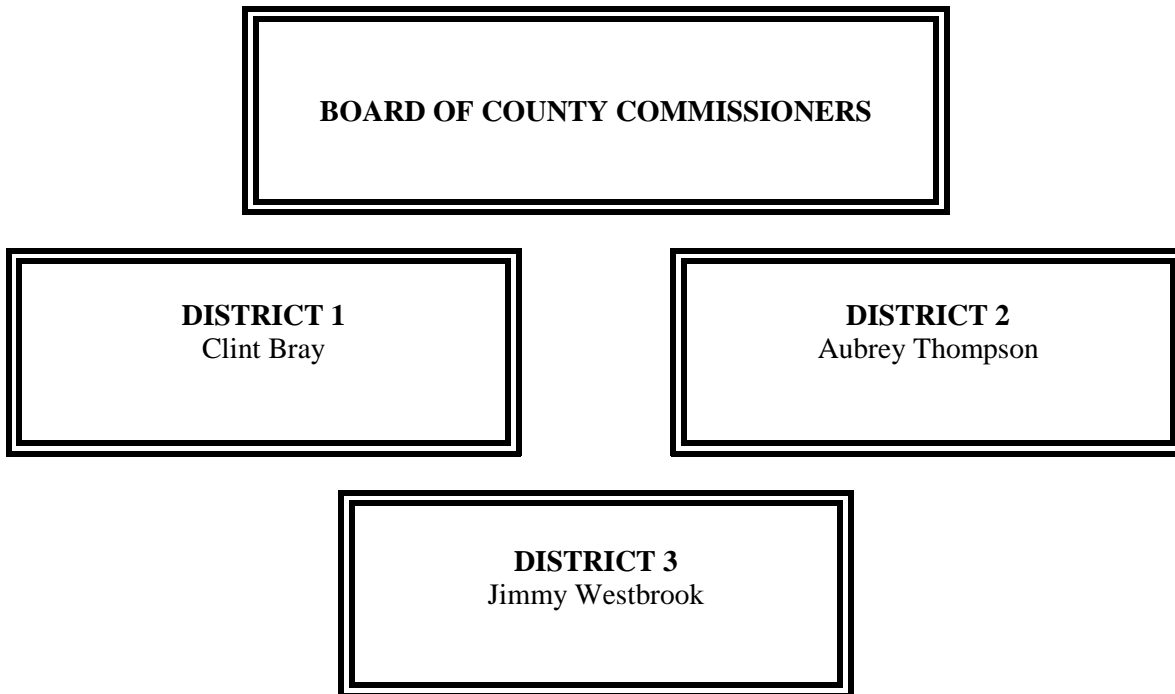 BOARD OF COUNTY COMMISSIONERS
DISTRICT 1
Clint Bray
DISTRICT 2
Aubrey Thompson
DISTRICT 3
Jimmy Westbrook